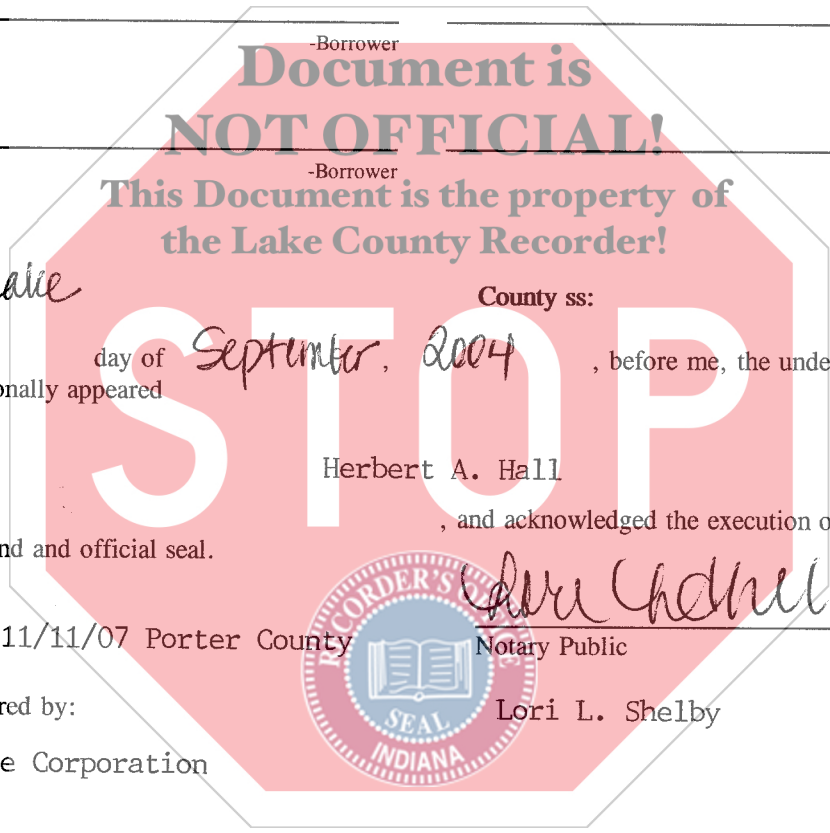 -Borrower
Document is
NOT OFFICIAL!
-Borrower
This Document is the property of
the Lake County Recorder!
ake
County ss:
day of September, 2004, before me, the unde
onally appeared
STOP
Herbert A. Hall
, and acknowledged the execution o
nd and official seal.
RECORDER'S OFFICE
11/11/07 Porter County
Notary Public
SEAL
INDIANA
red by:
Lori L. Shelby
e Corporation